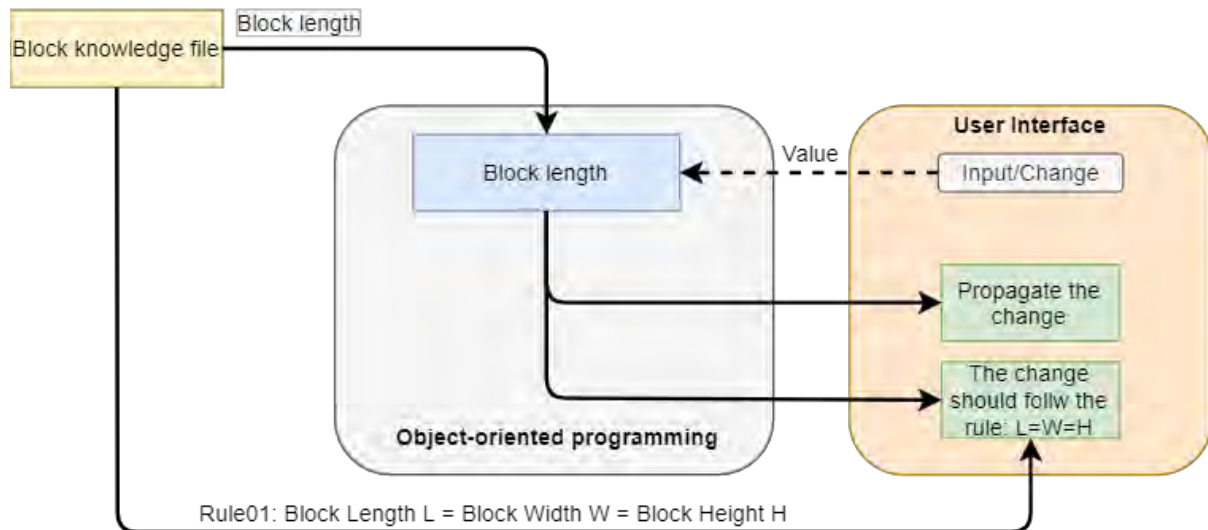 Block length
Block knowledge file
User Interface
Value
Input/Change
Block length
Propagate the
change
The change
should follw the
rule: L=W=H
Object-oriented programming
Rule01: Block Length L = Block Width W = Block Height H